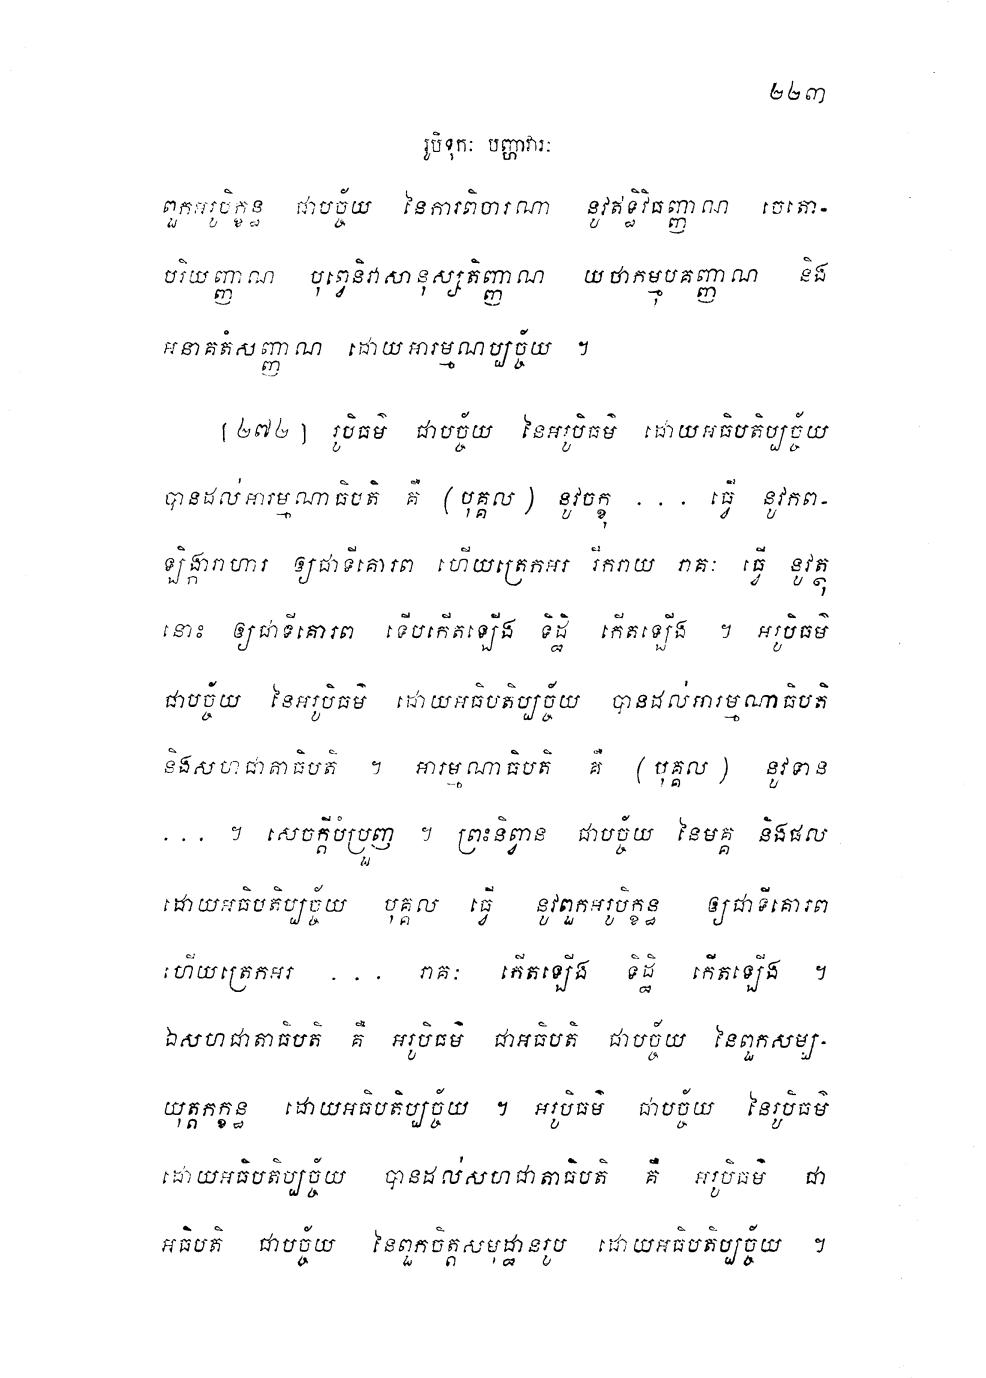 ២២៣
រូបិទុកៈ បញ្ហាវារៈ
ពួកអរូបិក្ខន្ធ ជាបច្ច័យ នៃការពិចារណា នូវឥទ្ធិវិធញ្ញាណ ចេតោ-
បរិយញ្ញាណ បុព្វេនិវាសានុស្សតិញ្ញាណ យថាកម្មុបគញ្ញាណ និង
អនាគតំសញ្ញាណ ដោយអារម្មណប្បច្ច័យ ។
[២៧២] រូបិធម៌ ជាបច្ច័យ នៃអរូបិធម៌ ដោយអធិបតិប្បច្ច័យ
បានដល់អារម្មណាធិបតិ គឺ (បុគ្គល) នូវចក្ខុ ... ធ្វើ នូវកព-
ឡិង្ការាហារ ឲ្យជាទីគោរព ហើយត្រេកអរ រីករាយ រាគៈ ធ្វើ នូវវត្ថុ
នោះ ឲ្យជាទីគោរព ទើបកើតឡើង ទិដ្ឋិ កើតឡើង ។ អរូបិធម៌
ជាបច្ច័យ នៃអរូបិធម៌ ដោយអធិបតិប្បច្ច័យ បានដល់អារម្មណាធិបតិ
និងសហជាតាធិបតិ ។ អារម្មណាធិបតិ គឺ (បុគ្គល) នូវទាន
... ។ សេចក្តីបំប្រួញ ។ ព្រះនិព្វាន ជាបច្ច័យ នៃមគ្គ និងផល
ដោយអធិបតិប្បច្ច័យ បុគ្គល ធ្វើ នូវពួកអរូបិក្ខន្ធ ឲ្យជាទីគោរព
ហើយត្រេកអរ ... រាគៈ កើតឡើង ទិដ្ឋិ កើតឡើង ។
ឯសហជាតាធិបតិ គឺ អរូបិធម៌ ជាអធិបតិ ជាបច្ច័យ នៃពួកសម្ប-
យុត្តកក្ខន្ធ ដោយអធិបតិប្បច្ច័យ ។ អរូបិធម៌ ជាបច្ច័យ នៃរូបិធម៌
ដោយអធិបតិប្បច្ច័យ បានដល់សហជាតាធិបតិ គឺ អរូបិធម៌ ជា
អធិបតិ ជាបច្ច័យ នៃពួកចិត្តសមុដ្ឋានរូប ដោយអធិបតិប្បច្ច័យ ។